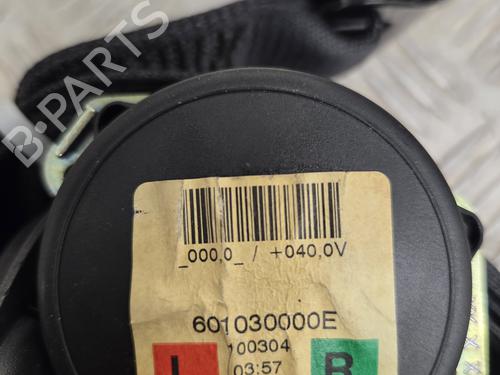 B-PARTS
_000,0_ / +040,0V
601030000E
100304
L R
03:57